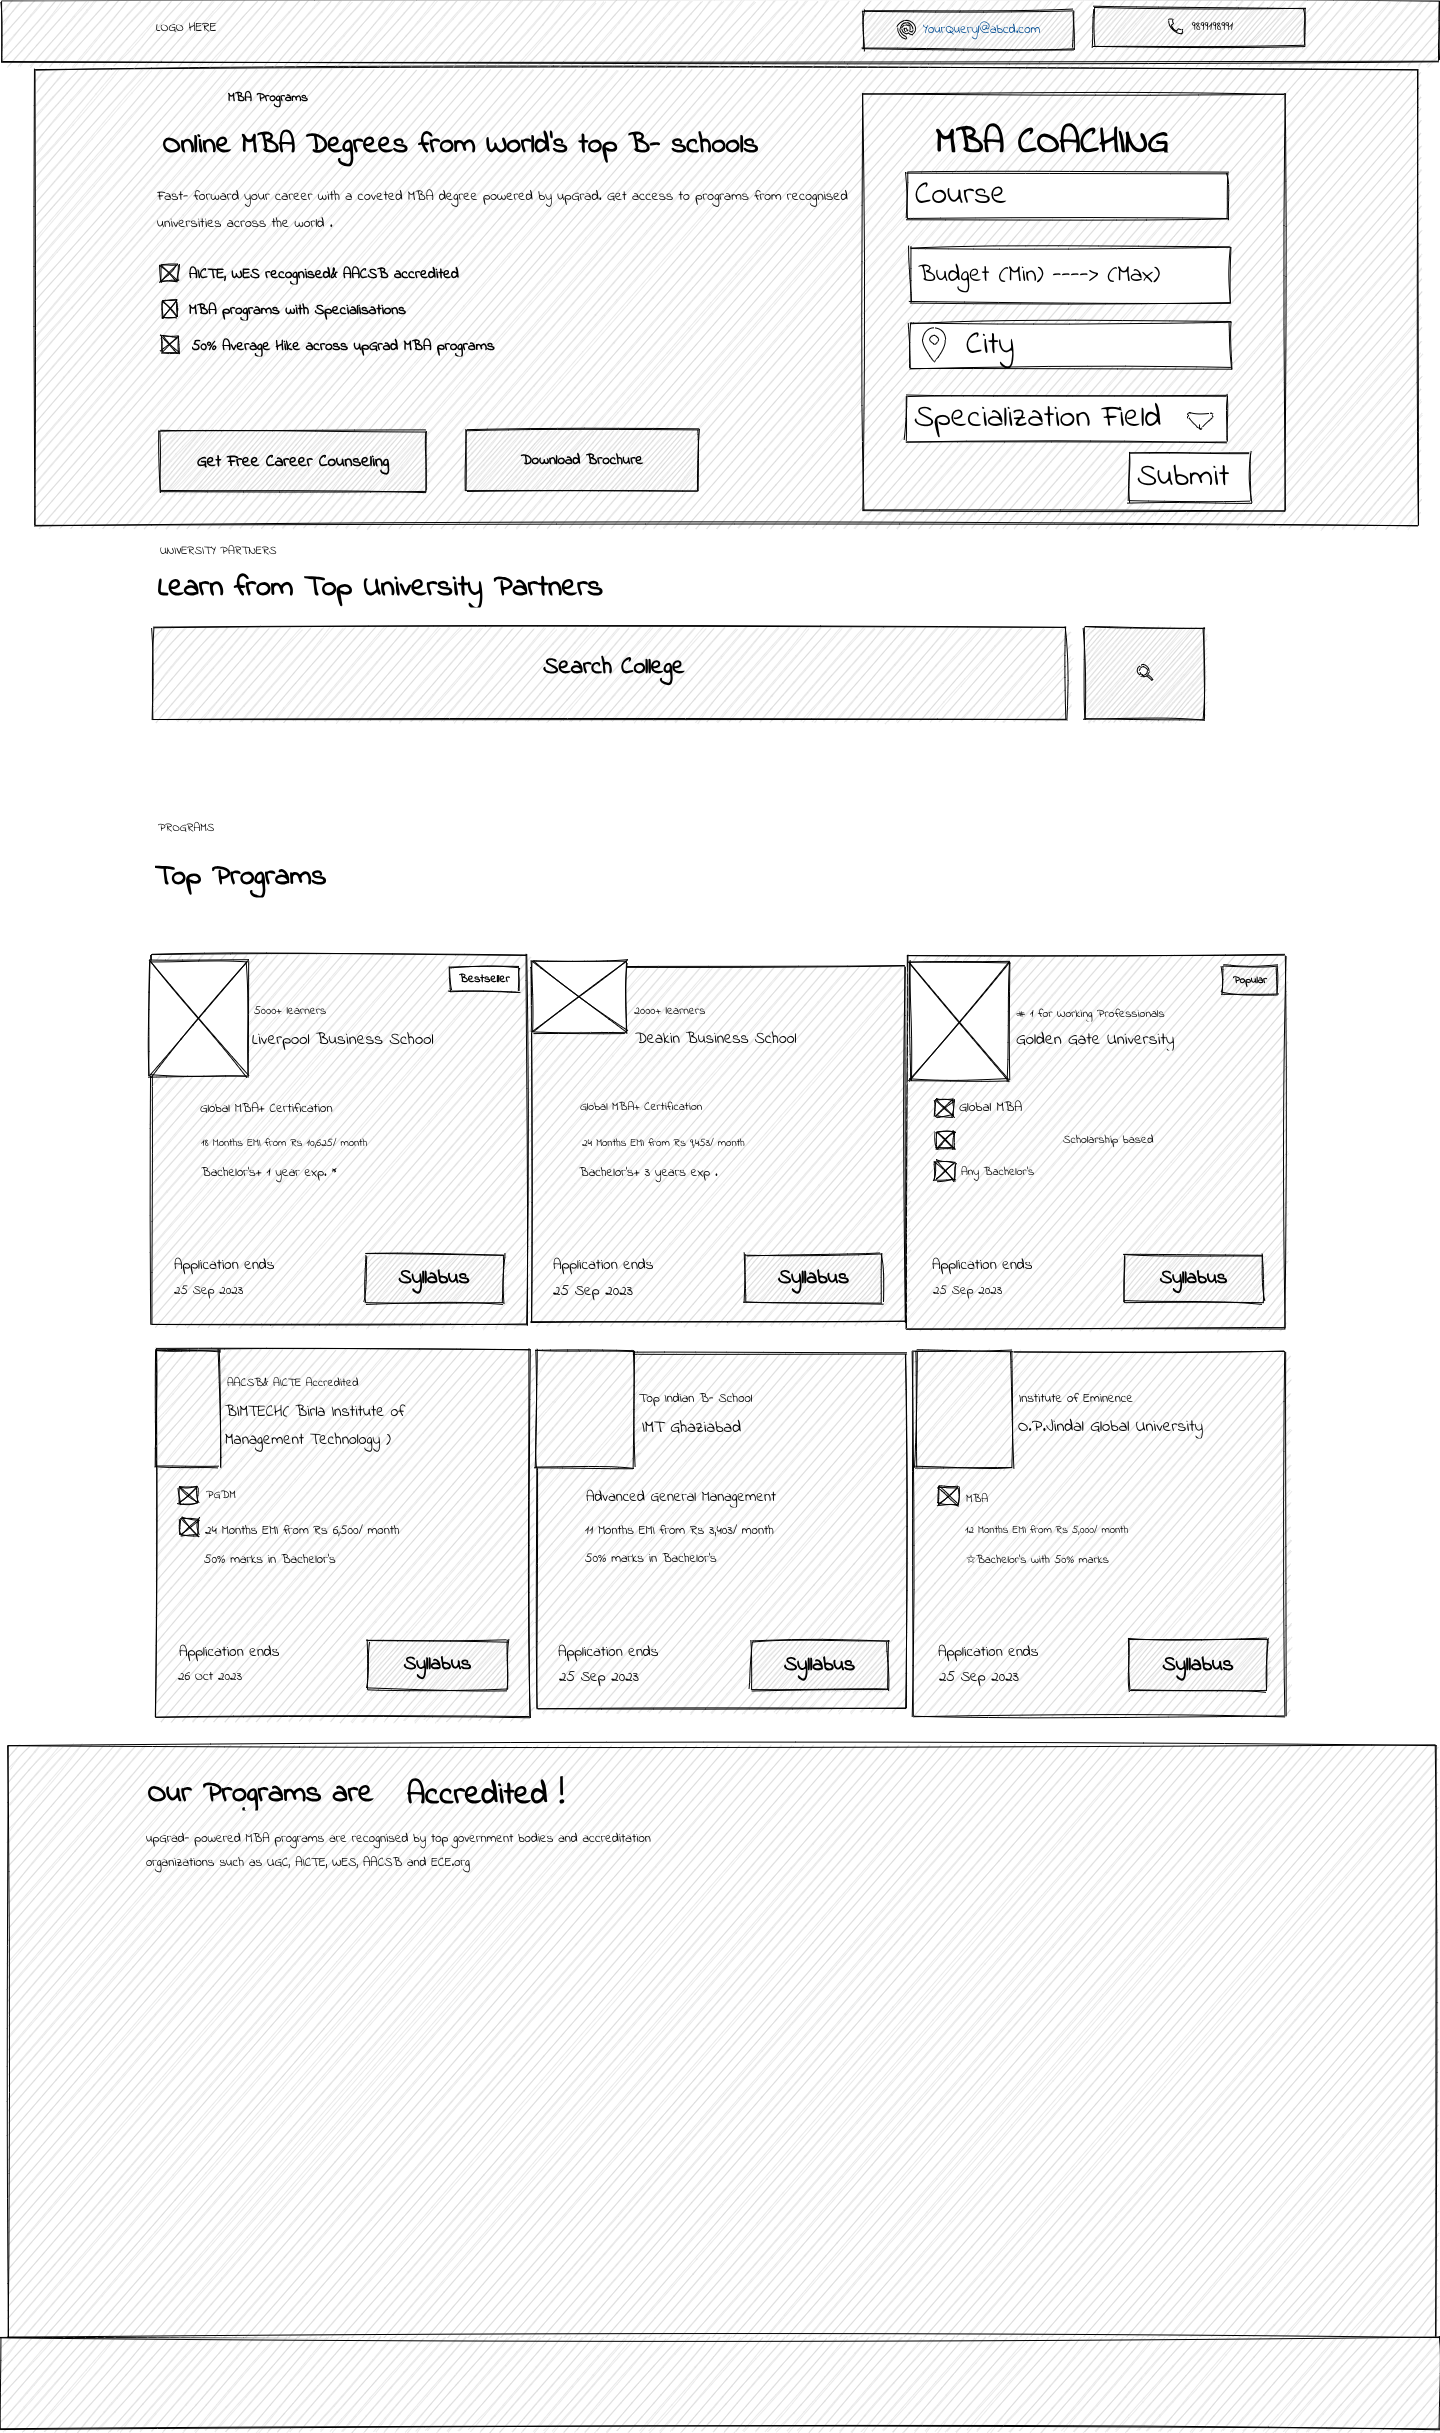 LOGO HERE
Yourquery1@abcd.com
9899198991
MBA Programs
Online MBA Degrees from World's top B- schools
Fast- forward your career with a coveted MBA degree powered by upGrad. Get access to programs from recognised
universities across the world .
AICTE, WES recognised& AACSB accredited
MBA programs with Specialisations
50% Average Hike across upGrad MBA programs
Get Free Career Counseling
Download Brochure
MBA COACHING
Course
Budget (Min) ----> (Max)
City
Specialization Field
Submit
UNIVERSITY PARTNERS
Learn from Top University Partners
Search College
PROGRAMS
Top Programs
Bestseller
5000+ learners
Liverpool Business School
Global MBA+ Certification
18 Months EMI from Rs 10,625/ month
Bachelor's+ 1 year exp. *
Application ends
25 Sep 2023
Syllabus
2000+ learners
Deakin Business School
Global MBA+ Certification
24 Months EMI from Rs 9,453/ month
Bachelor's+ 3 years exp .
Application ends
25 Sep 2023
Syllabus
Popular
# 1 for Working Professionals
Golden Gate University
Global MBA
Scholarship based
Any Bachelor's
Application ends
25 Sep 2023
Syllabus
AACSB& AICTE Accredited
BIMTECH( Birla Institute of
Management Technology )
PGDM
24 Months EMI from Rs 6,500/ month
50% marks in Bachelor's
Application ends
26 Oct 2023
Syllabus
Top Indian B- School
IMT Ghaziabad
Advanced General Management
11 Months EMI from Rs 3,403/ month
50% marks in Bachelor's
Application ends
25 Sep 2023
Syllabus
Institute of Eminence
O.P.Jindal Global University
MBA
12 Months EMI from Rs 5,000/ month
☆Bachelor's with 50% marks
Application ends
25 Sep 2023
Syllabus
Our Programs are Accredited !
upGrad- powered MBA programs are recognised by top government bodies and accreditation
organizations such as UGC, AICTE, WES, AACSB and ECE.org